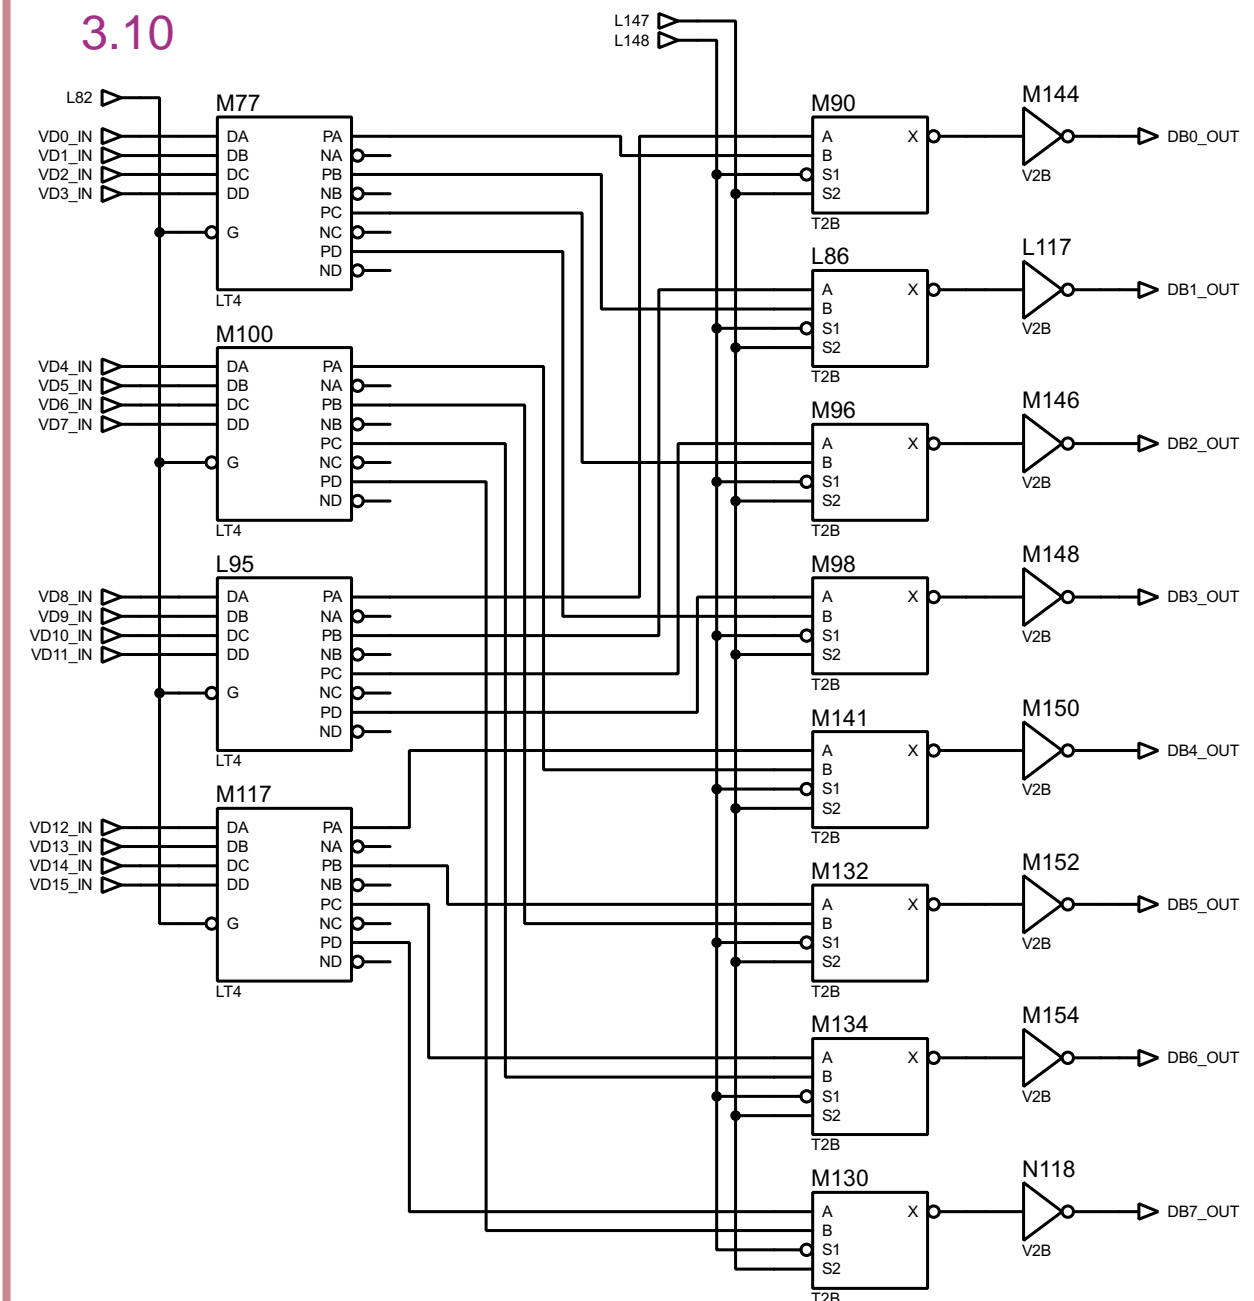 3.10
L147
L148
L82
VD0_IN
VD1_IN
VD2_IN
VD3_IN
M77
DA PA
DB NA
DC PB
DD NB
PC
G NC
PD
ND
LT4
VD4_IN
VD5_IN
VD6_IN
VD7_IN
M100
DA PA
DB NA
DC PB
DD NB
PC
G NC
PD
ND
LT4
VD8_IN
VD9_IN
VD10_IN
VD11_IN
L95
DA PA
DB NA
DC PB
DD NB
PC
G NC
PD
ND
LT4
VD12_IN
VD13_IN
VD14_IN
VD15_IN
M117
DA PA
DB NA
DC PB
DD NB
PC
G NC
PD
ND
LT4
M90
A X
B
S1
S2
T2B
M144
V2B
DB0_OUT
L86
A X
B
S1
S2
T2B
L117
V2B
DB1_OUT
M96
A X
B
S1
S2
T2B
M146
V2B
DB2_OUT
M98
A X
B
S1
S2
T2B
M148
V2B
DB3_OUT
M141
A X
B
S1
S2
T2B
M150
V2B
DB4_OUT
M132
A X
B
S1
S2
T2B
M152
V2B
DB5_OUT
M134
A X
B
S1
S2
T2B
M154
V2B
DB6_OUT
M130
A X
B
S1
S2
T2B
N118
V2B
DB7_OUT